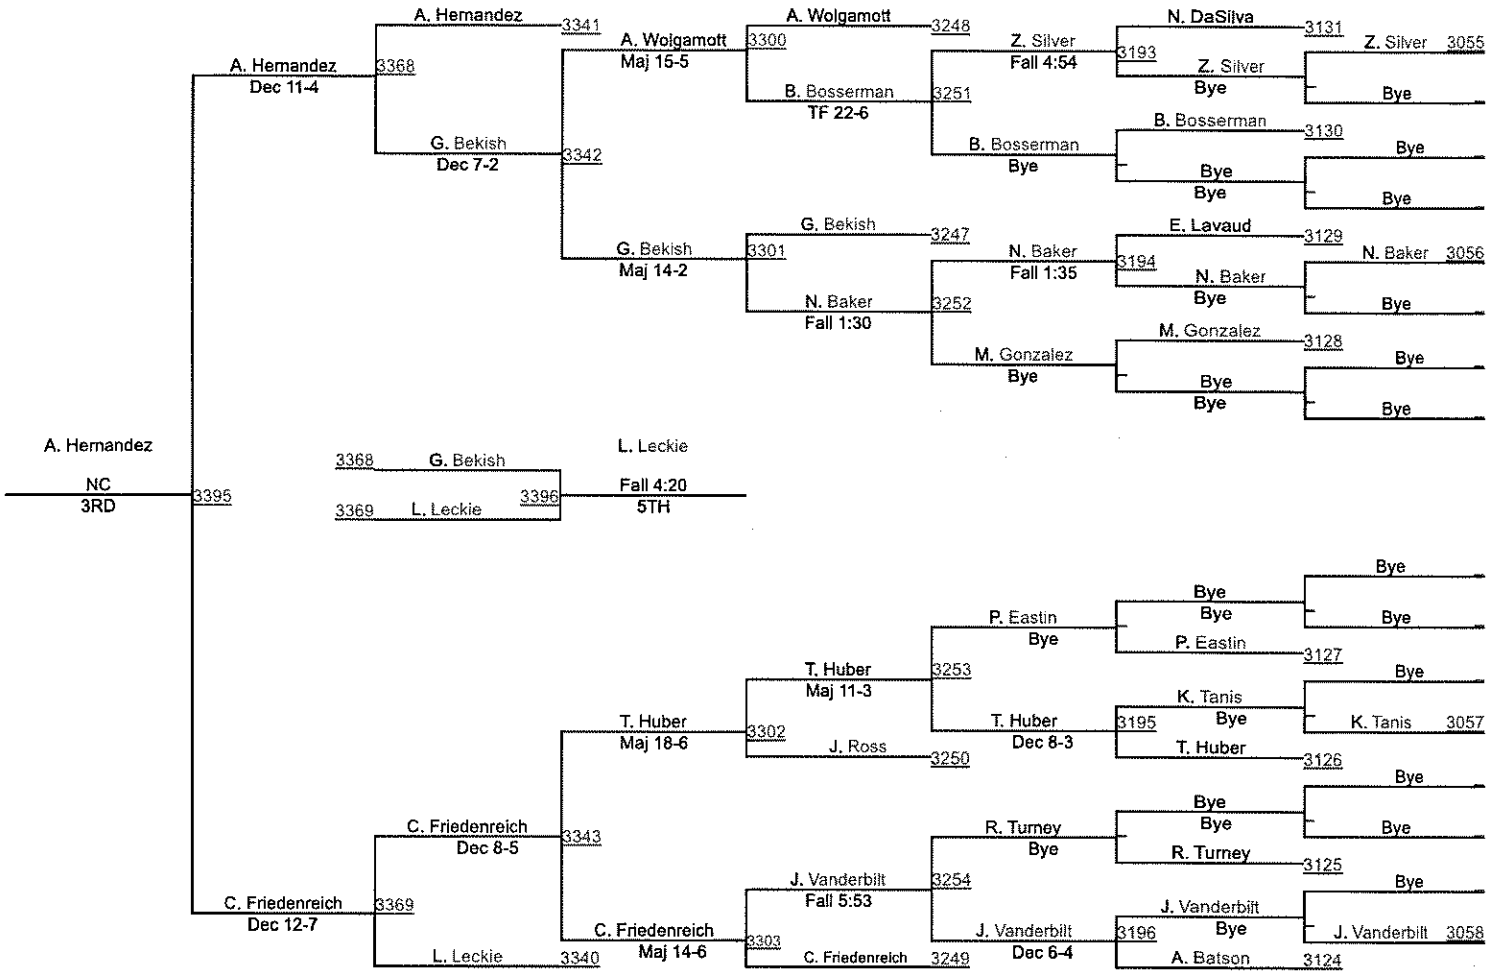 A. Hernandez
3341
A. Wolgamott
3248
N. DaSilva
3131
A. Wolgamott
3300
Z. Silver
3193
Z. Silver 3055
Maj 15-5
Fall 4:54
A. Hernandez
3368
Z. Silver
Dec 11-4
B. Bosserman
3251
Bye
Bye
TF 22-6
B. Bosserman
3130
G. Bekish
3342
B. Bosserman
Bye
Dec 7-2
Bye
Bye
Bye
Bye
G. Bekish
3247
E. Lavaud
3129
G. Bekish
3301
N. Baker
3194
N. Baker 3056
Maj 14-2
Fall 1:35
N. Baker
N. Baker
3252
Bye
Bye
Fall 1:30
M. Gonzalez
3128
M. Gonzalez
Bye
Bye
Bye
Bye
Bye
A. Hernandez
L. Leckie
3368 G. Bekish
NC
3395
3396
Fall 4:20
3RD
3369 L. Leckie
5TH
Bye
Bye
P. Eastin
Bye
Bye
Bye
P. Eastin
3127
T. Huber
3253
Bye
Maj 11-3
K. Tanis
T. Huber
3302
T. Huber
3195
Bye
K. Tanis 3057
Maj 18-6
Dec 8-3
J. Ross
3250
T. Huber
3126
Bye
Bye
C. Friedenreich
3343
R. Turney
Bye
Bye
Dec 8-5
Bye
R. Turney
3125
J. Vanderbilt
3254
Bye
Fall 5:53
C. Friedenreich
3369
J. Vanderbilt
Dec 12-7
C. Friedenreich
3303
J. Vanderbilt
3196
Bye
J. Vanderbilt 3058
Maj 14-6
Dec 6-4
L. Leckie
3340
C. Friedenreich
3249
A. Batson
3124